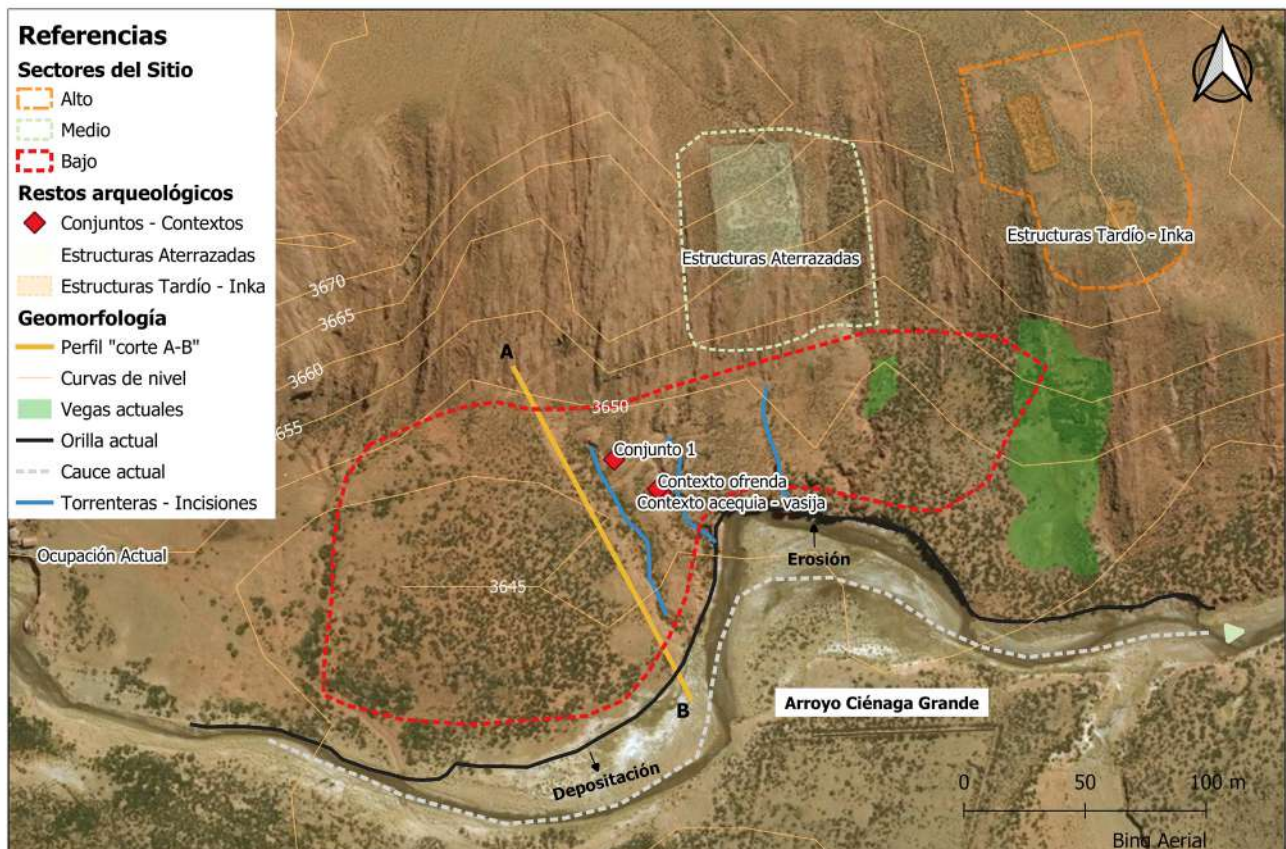 Referencias
Sectores del Sitio
Alto
Medio
Bajo
Restos arqueológicos
Conjuntos - Contextos
Estructuras Aterrazadas
Estructuras Tardío - Inka
Geomorfología
Perfil "corte A-B"
Curvas de nivel
Vegas actuales
Orilla actual
Cauce actual
Torrenteras - Incisiones
Estructuras Tardío - Inka
Estructuras Aterrazadas
3670
3665
3660
3655
A
3650
Conjunto 1
Contexto ofrenda
Contexto acequia - vasija
Ocupación Actual
Erosión
3645
B
Arroyo Ciénaga Grande
Depositación
0 50 100 m
Bing Aerial